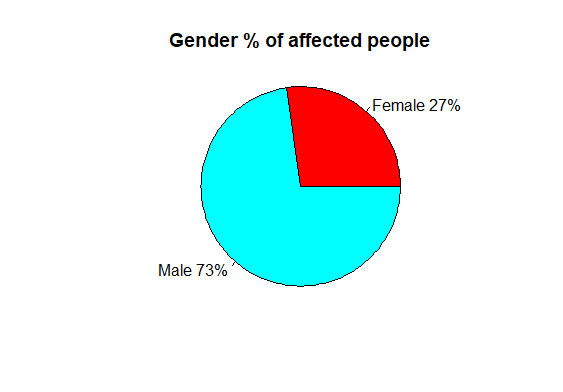 Gender % of affected people
Female 27%
Male 73%